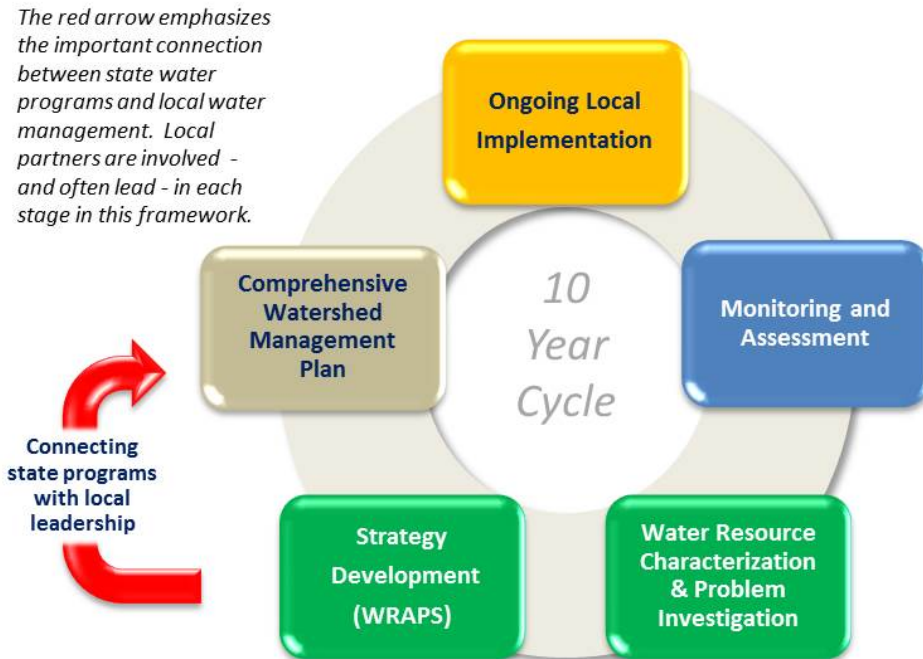 The red arrow emphasizes
the important connection
between state water
programs and local water
management. Local
partners are involved -
and often lead - in each
stage in this framework.
Ongoing Local
Implementation
Monitoring and
Assessment
Water Resource
Characterization
& Problem
Investigation
Strategy
Development
(WRAPS)
Comprehensive
Watershed
Management
Plan
10
Year
Cycle
Connecting
state programs
with local
leadership